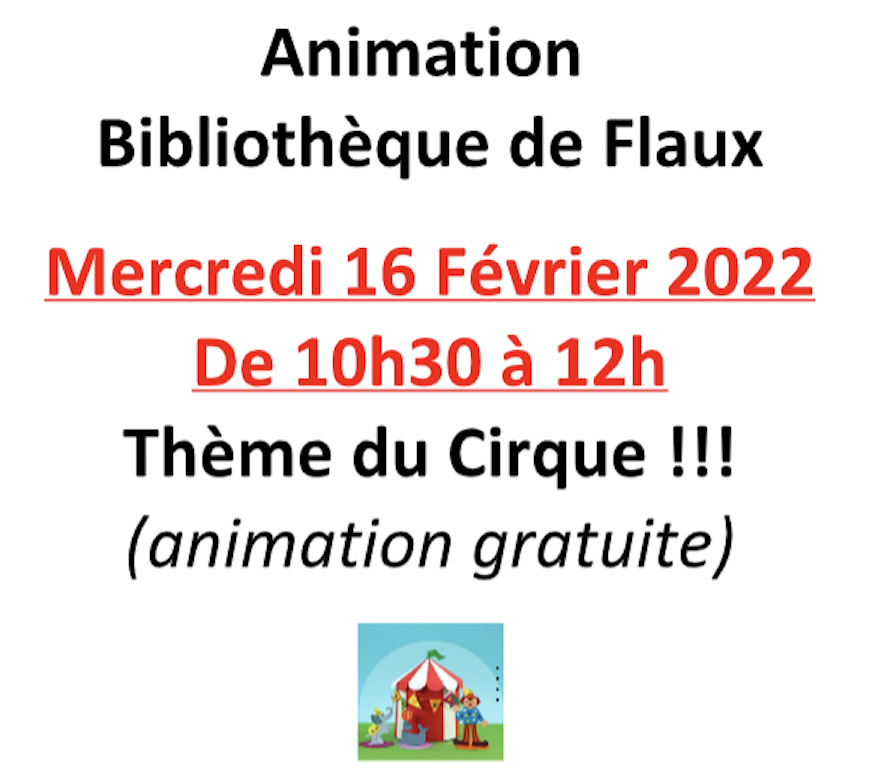 Animation
Bibliothèque de Flaux
Mercredi 16 Février 2022
De 10h30 à 12h
Thème du Cirque !!!
(animation gratuite)